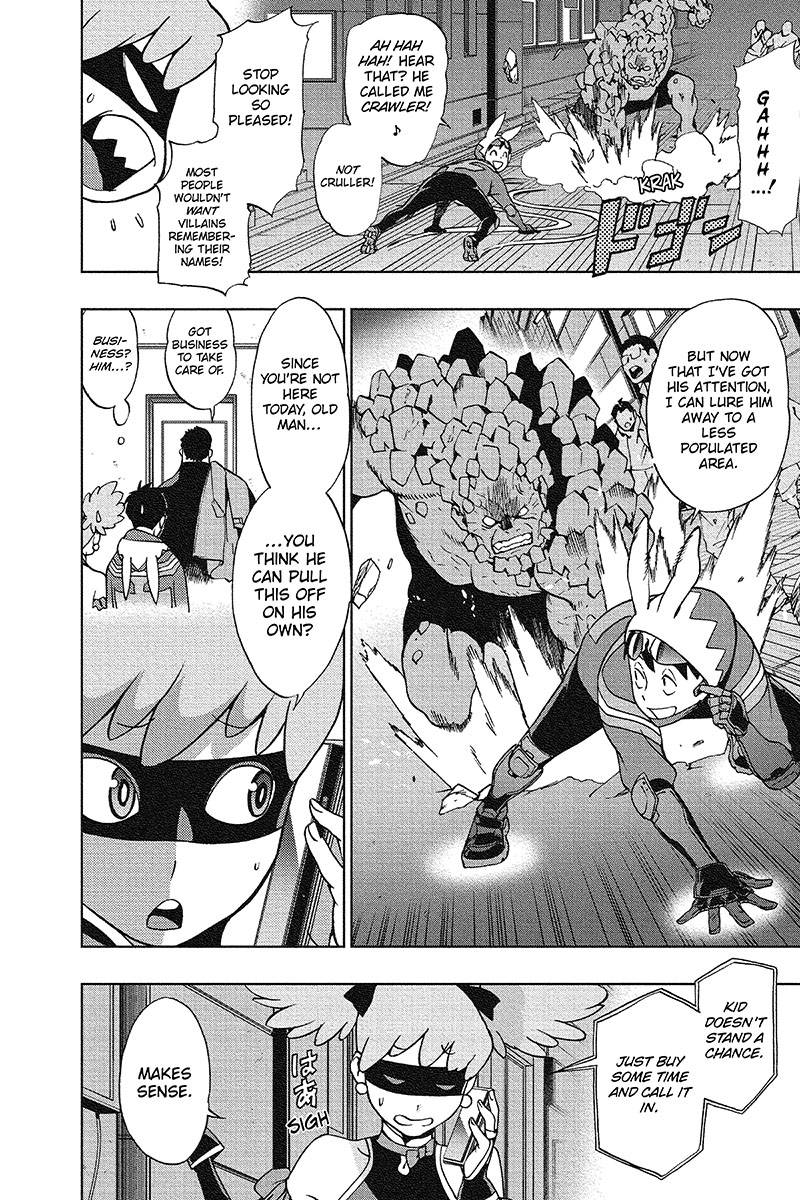 GAHHH
...!
KRAK
ドゴン
AH HAH
HAH! HEAR
THAT? HE
CALLED ME
CRAWLER!
♪
NOT
CRULLER!
STOP
LOOKING
SO
PLEASED!
MOST
PEOPLE
WOULDN'T
WANT
VILLAINS
REMEMBER-
ING THEIR
NAMES!
BUT NOW
THAT I'VE GOT
HIS ATTENTION,
I CAN LURE HIM
AWAY TO A
LESS
POPULATED
AREA.
SINCE
YOU'RE NOT
HERE
TODAY, OLD
MAN...
...YOU
THINK HE
CAN PULL
THIS OFF
ON HIS
OWN?
GOT
BUSINESS
TO TAKE
CARE OF.
BUSI-
NESS?
HIM...?
KID
DOESN'T
STAND A
CHANCE.
JUST BUY
SOME TIME
AND CALL IT
IN.
はあ
SIGH
MAKES
SENSE.